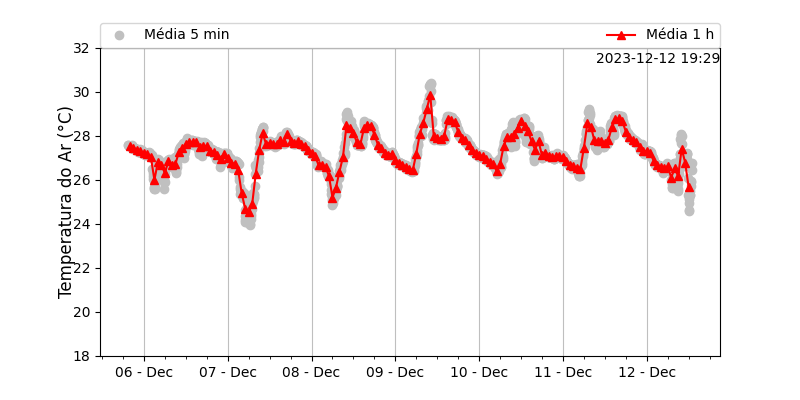 Média 5 min
Média 1 h
2023-12-12 19:29
Temperatura do Ar (°C)
32
30
28
26
24
22
20
18
06 - Dec
07 - Dec
08 - Dec
09 - Dec
10 - Dec
11 - Dec
12 - Dec